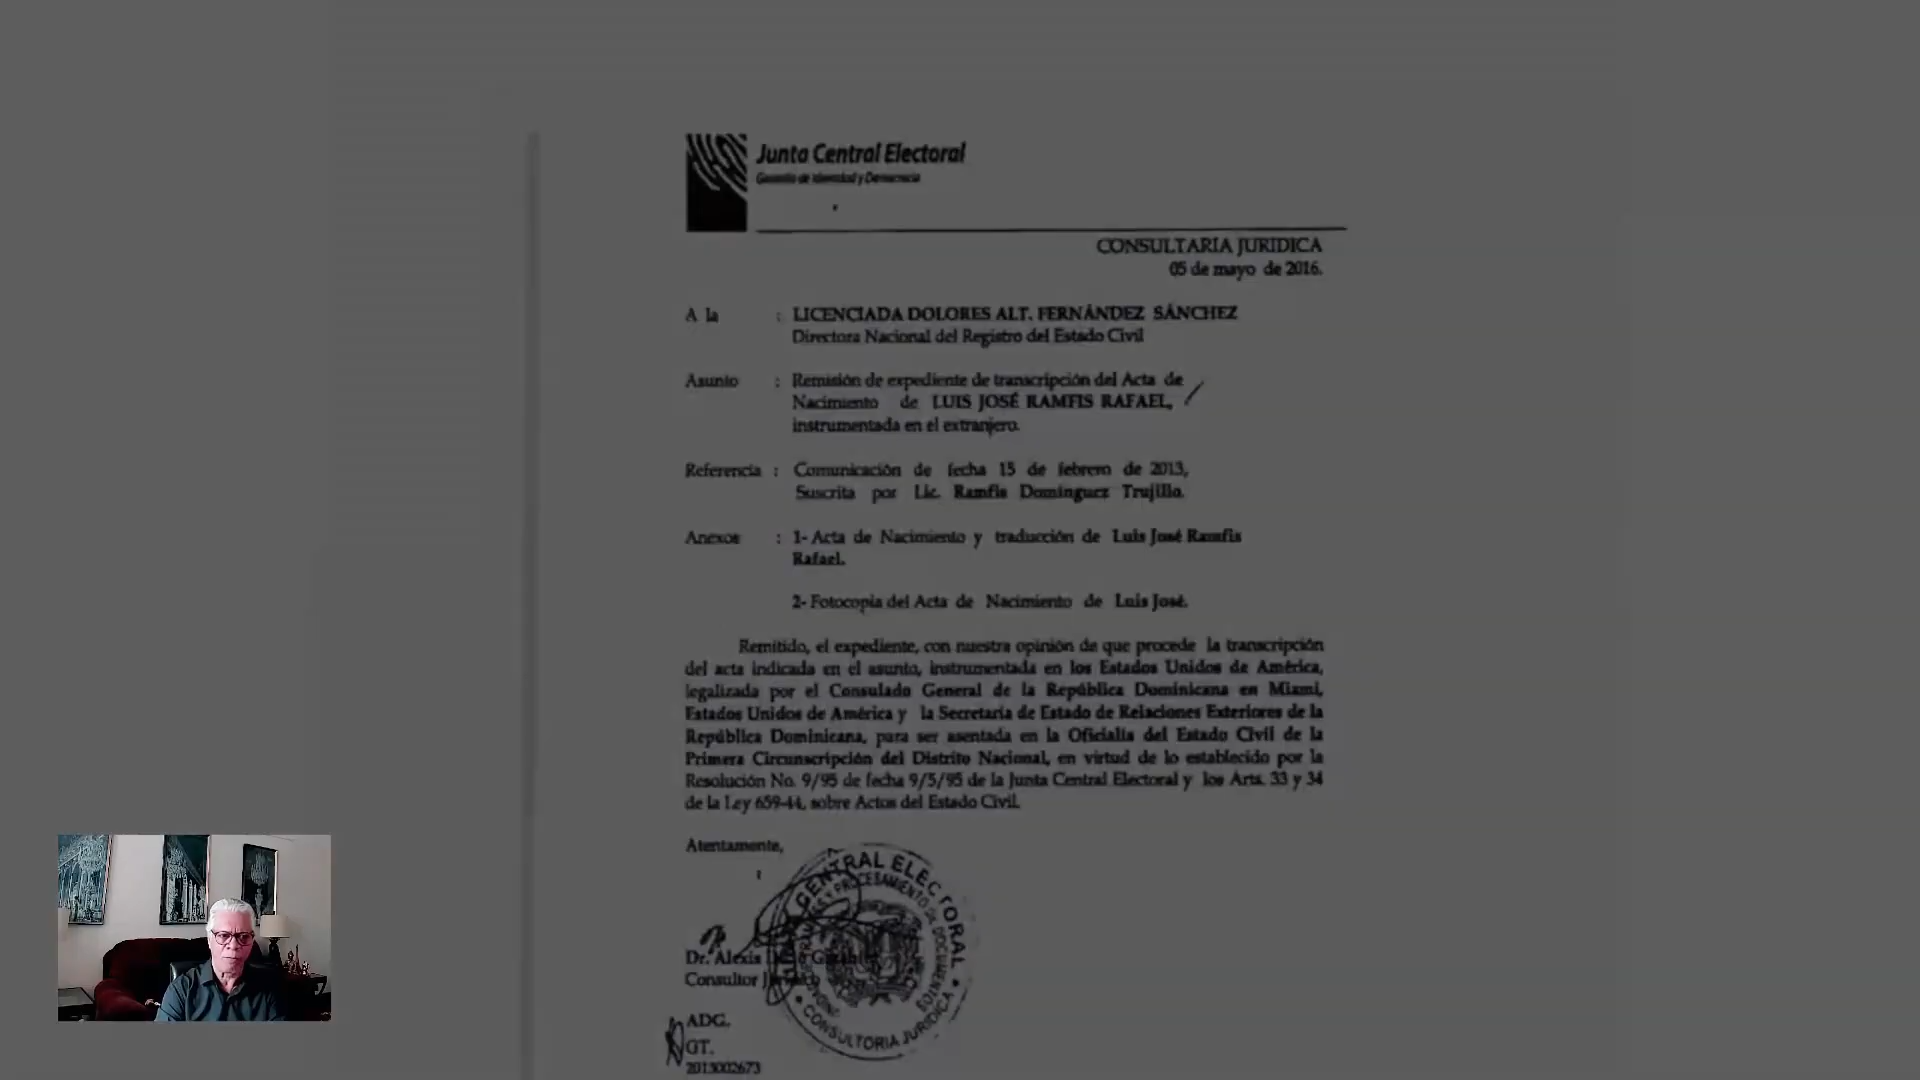 Junta Central Electoral
Garantía de Identidad y Democracia
CONSULTARIA JURIDICA
05 de mayo de 2016.
A la : LICENCIADA DOLORES ALT. FERNÁNDEZ SÁNCHEZ
Directora Nacional del Registro del Estado Civil
Asunto : Remisión de expediente de transcripción del Acta de
Nacimiento de LUIS JOSÉ RAMFIS RAFAEL,
instrumentada en el extranjero.
Referencia : Comunicación de fecha 15 de febrero de 2013,
Suscrita por Lic. Ramfis Domínguez Trujillo.
Anexos : 1- Acta de Nacimiento y traducción de Luis José Ramfis
Rafael.
2- Fotocopia del Acta de Nacimiento de Luis José.
Remitido, el expediente, con nuestra opinión de que procede la transcripción
del acta indicada en el asunto, instrumentada en los Estados Unidos de América,
legalizada por el Consulado General de la República Dominicana en Miami,
Estados Unidos de América y la Secretaría de Estado de Relaciones Exteriores de la
República Dominicana, para ser asentada en la Oficialía del Estado Civil de la
Primera Circunscripción del Distrito Nacional, en virtud de lo establecido por la
Resolución No. 9/95 de fecha 9/5/95 de la Junta Central Electoral y los Arts. 33 y 34
de la Ley 659-44, sobre Actos del Estado Civil.
Atentamente,
CENTRAL ELECTORAL
PROCESAMIENTO DE DOCUMENTOS
CONSULTORIA JURIDICA
Dr. Alexis
Consultor
ADG.
GT.
2013002673